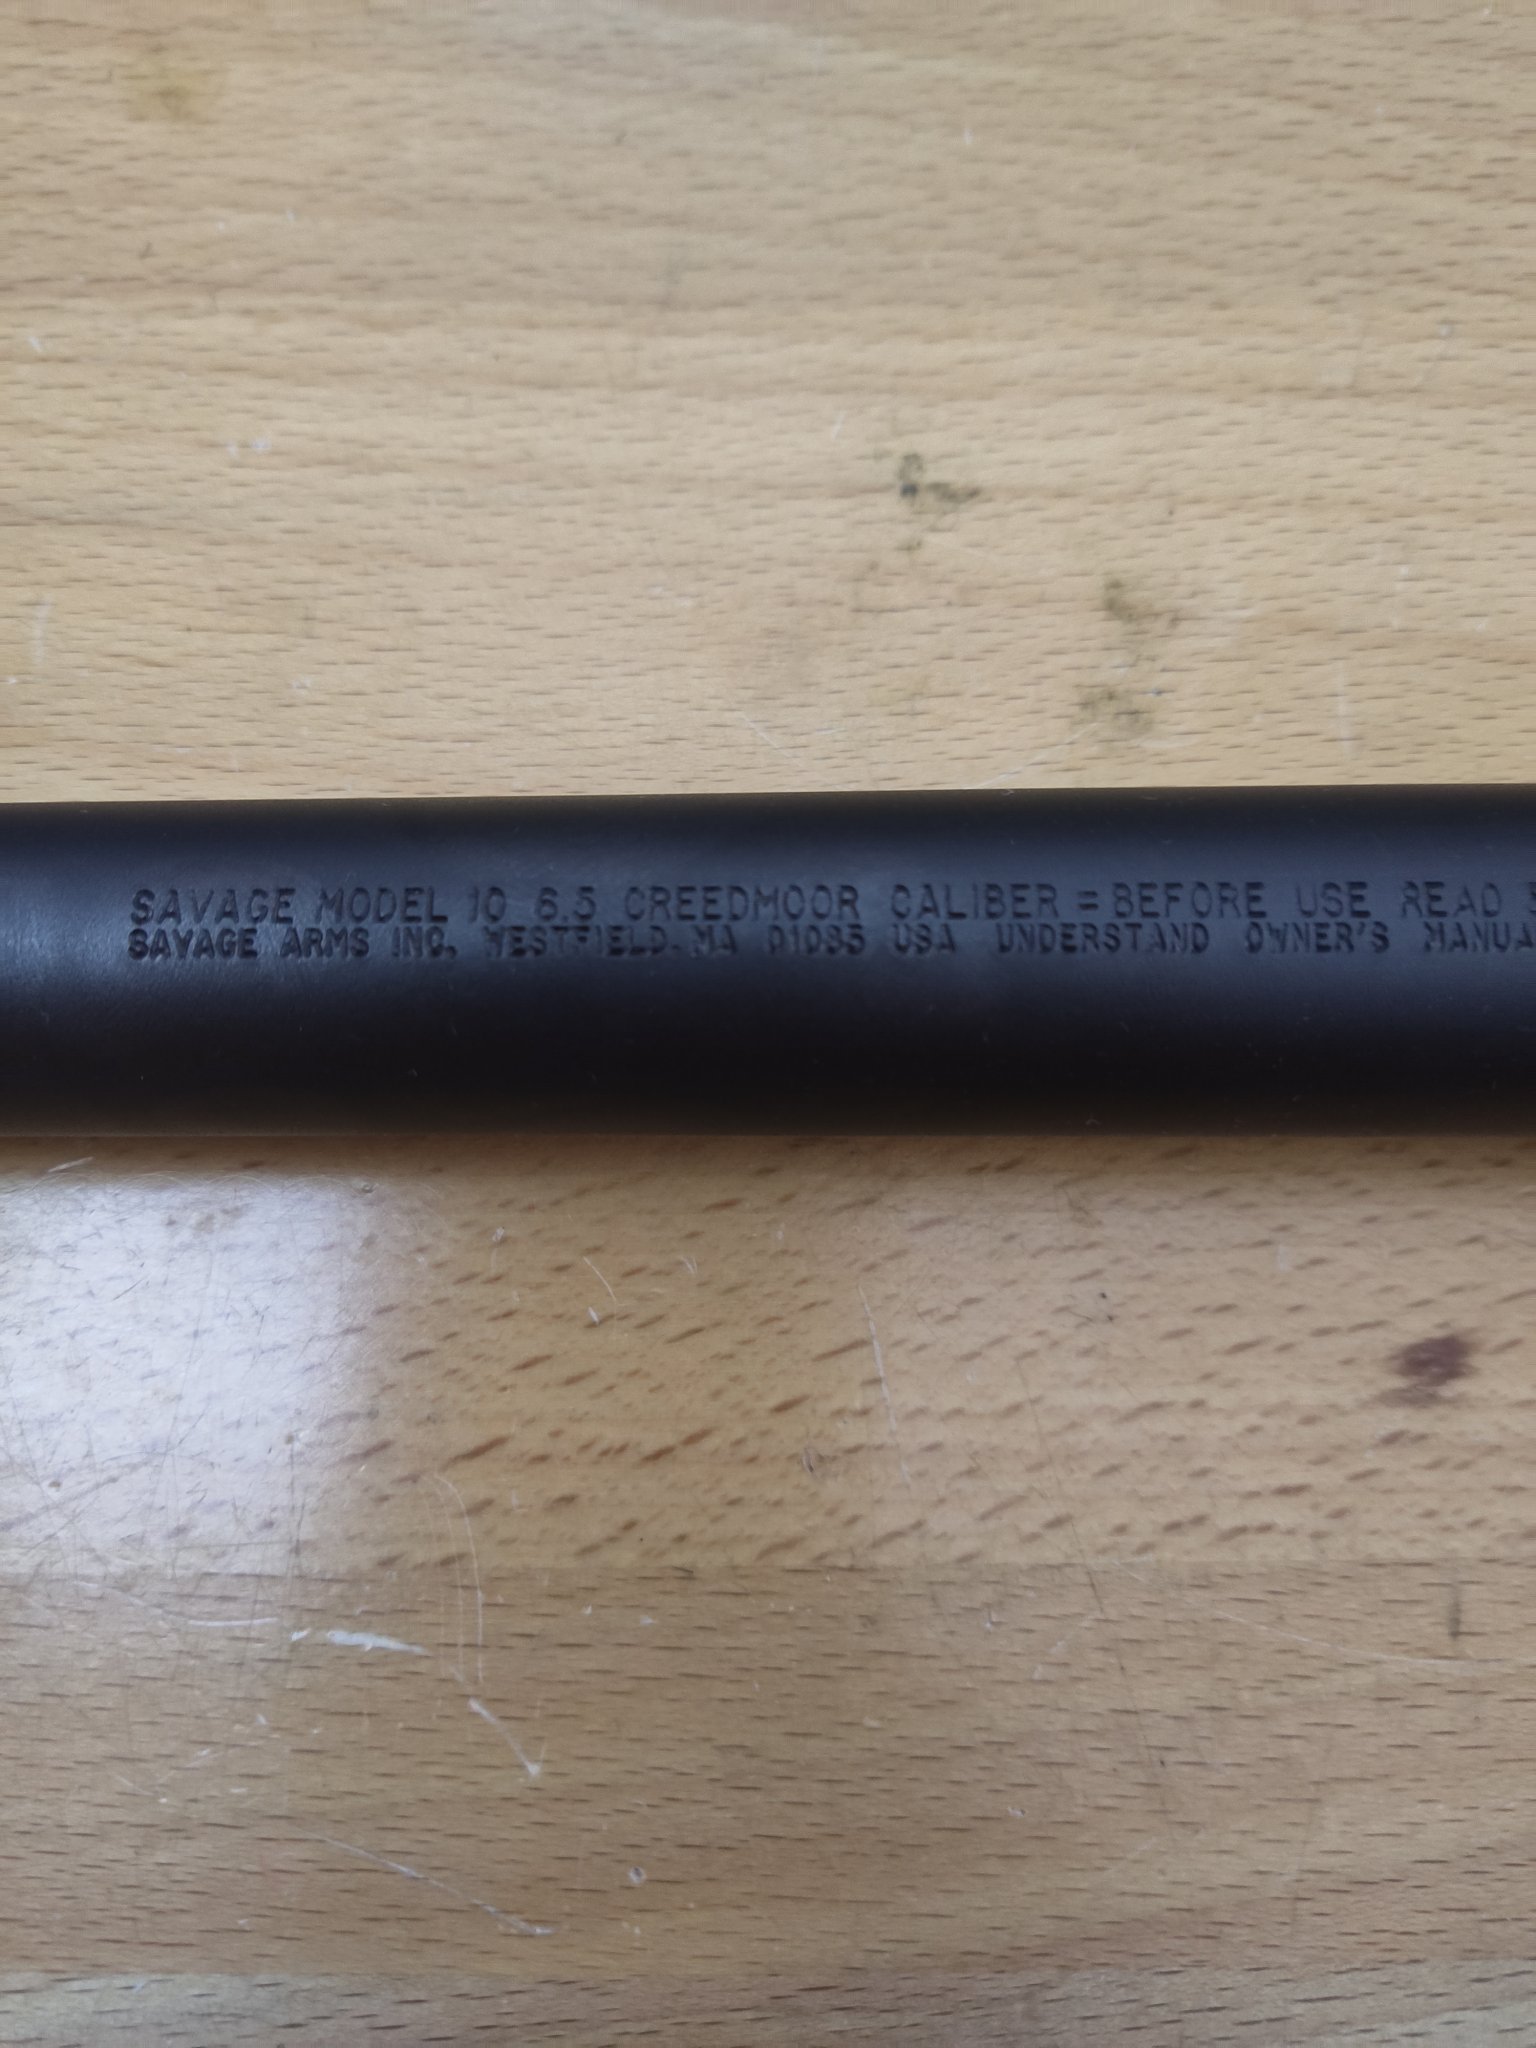 SAVAGE MODEL 10 6.5 CREEDMOOR CALIBER = BEFORE USE READ
SAVAGE ARMS INC. WESTFIELD. MA 01085 USA UNDERSTAND OWNER'S